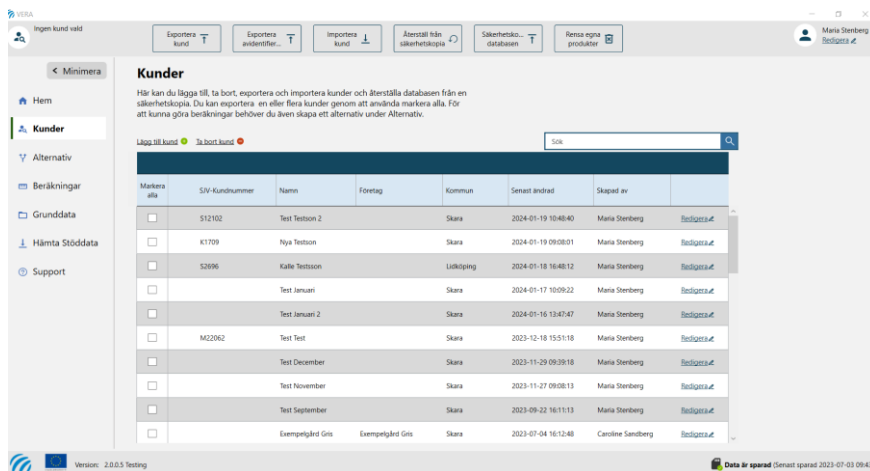 VERA
Ingen kund vald
Exportera kund
Exportera avidentifier...
Importera kund
Återställ från säkerhetskopia
Säkerhetsko... databasen
Rensa egna produkter
Maria Stenberg
Redigera
Minimera
Hem
Kunder
Alternativ
Beräkningar
Grunddata
Hämta Stöddata
Support
Kunder
Här kan du lägga till, ta bort, exportera och importera kunder och återställa databasen från en
säkerhetskopia. Du kan exportera en eller flera kunder genom att använda markera alla. För
att kunna göra beräkningar behöver du även skapa ett alternativ under Alternativ.
Lägg till kund Ta bort kund
Sök
Markera alla SJV-Kundnummer Namn Företag Kommun Senast ändrad Skapad av
S12102 Test Testson 2 Skara 2024-01-19 10:48:40 Maria Stenberg Redigera
K1709 Nya Testson Skara 2024-01-19 09:08:01 Maria Stenberg Redigera
S2696 Kalle Testsson Lidköping 2024-01-18 16:48:12 Maria Stenberg Redigera
Test Januari Skara 2024-01-17 10:09:22 Maria Stenberg Redigera
Test Januari 2 Skara 2024-01-16 13:47:47 Maria Stenberg Redigera
M22062 Test Test Skara 2023-12-18 15:51:18 Maria Stenberg Redigera
Test December Skara 2023-11-29 09:39:18 Maria Stenberg Redigera
Test November Skara 2023-11-27 09:08:13 Maria Stenberg Redigera
Test September Skara 2023-09-22 16:11:13 Maria Stenberg Redigera
Exempelgård Gris Exempelgård Gris Skara 2023-07-04 16:12:48 Caroline Sandberg Redigera
Version: 2.0.0.5 Testing
Data är sparad (Senast sparad 2023-07-03 09:4